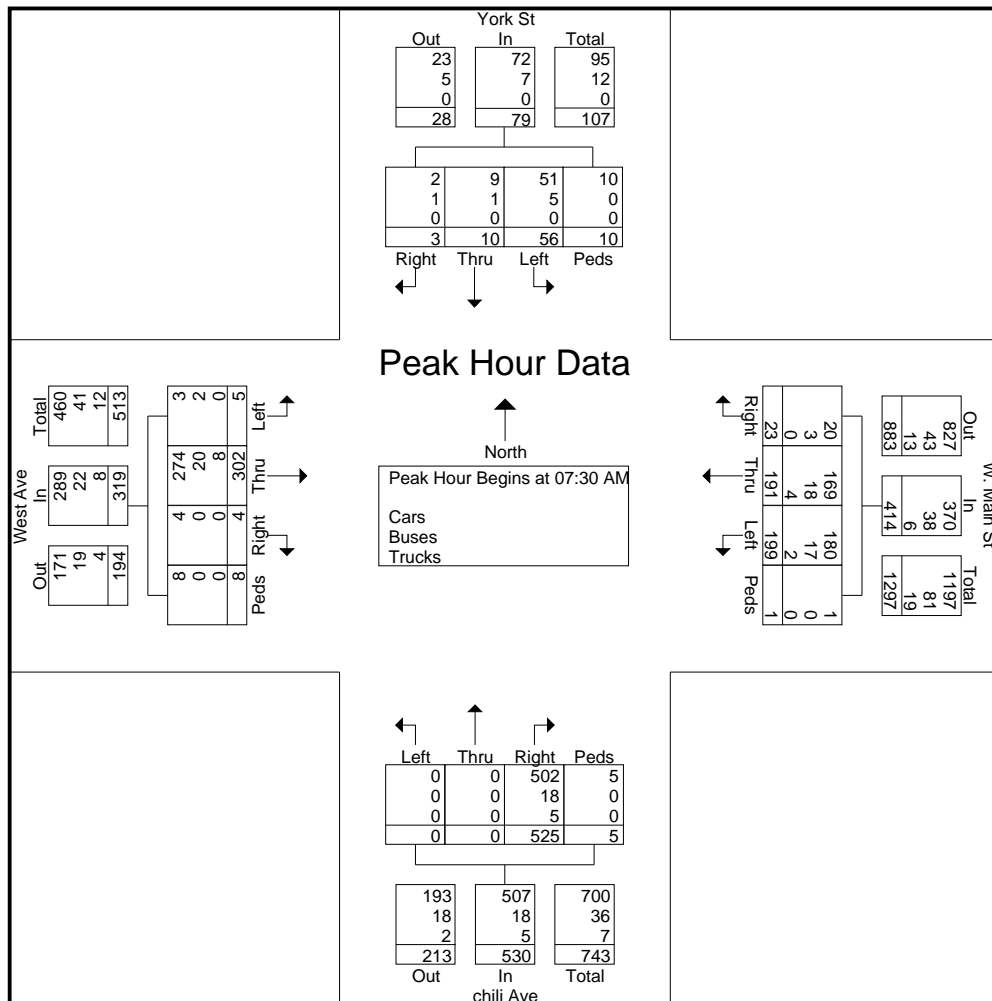 York St
Out In Total
23 72 95
5 7 12
0 0 0
28 79 107
2 9 51 10
1 1 5 0
0 0 0 0
3 10 56 10
Right Thru Left Peds
Peak Hour Data
North
Peak Hour Begins at 07:30 AM
Cars
Buses
Trucks
West Ave
Total In Out
460 289 171
41 22 19
12 8 4
513 319 194
3 274 4 8
2 20 0 0
0 8 0 0
5 302 4 8
Left Thru Right Peds
W. Main St
Out In Total
827 370 1197
43 38 81
13 6 19
883 414 1297
20 169 180 1
3 18 17 0
0 4 2 0
23 191 199 1
Right Thru Left Peds
Left Thru Right Peds
0 0 502 5
0 0 18 0
0 0 5 0
0 0 525 5
193 507 700
18 18 36
2 5 7
213 530 743
Out In Total
chili Ave